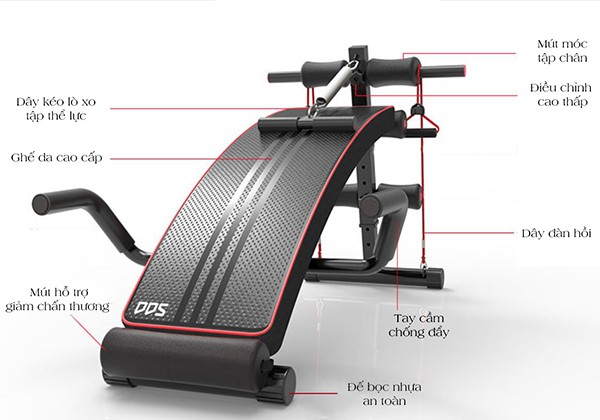 Mút móc
tập chân
Điều chỉnh
cao thấp
Dây kéo lò xo
tập thể lực
Ghế da cao cấp
Dây đàn hồi
Mút hỗ trợ
giảm chấn thương
DDS
Tay cầm
chống đẩy
Đế bọc nhựa
an toàn